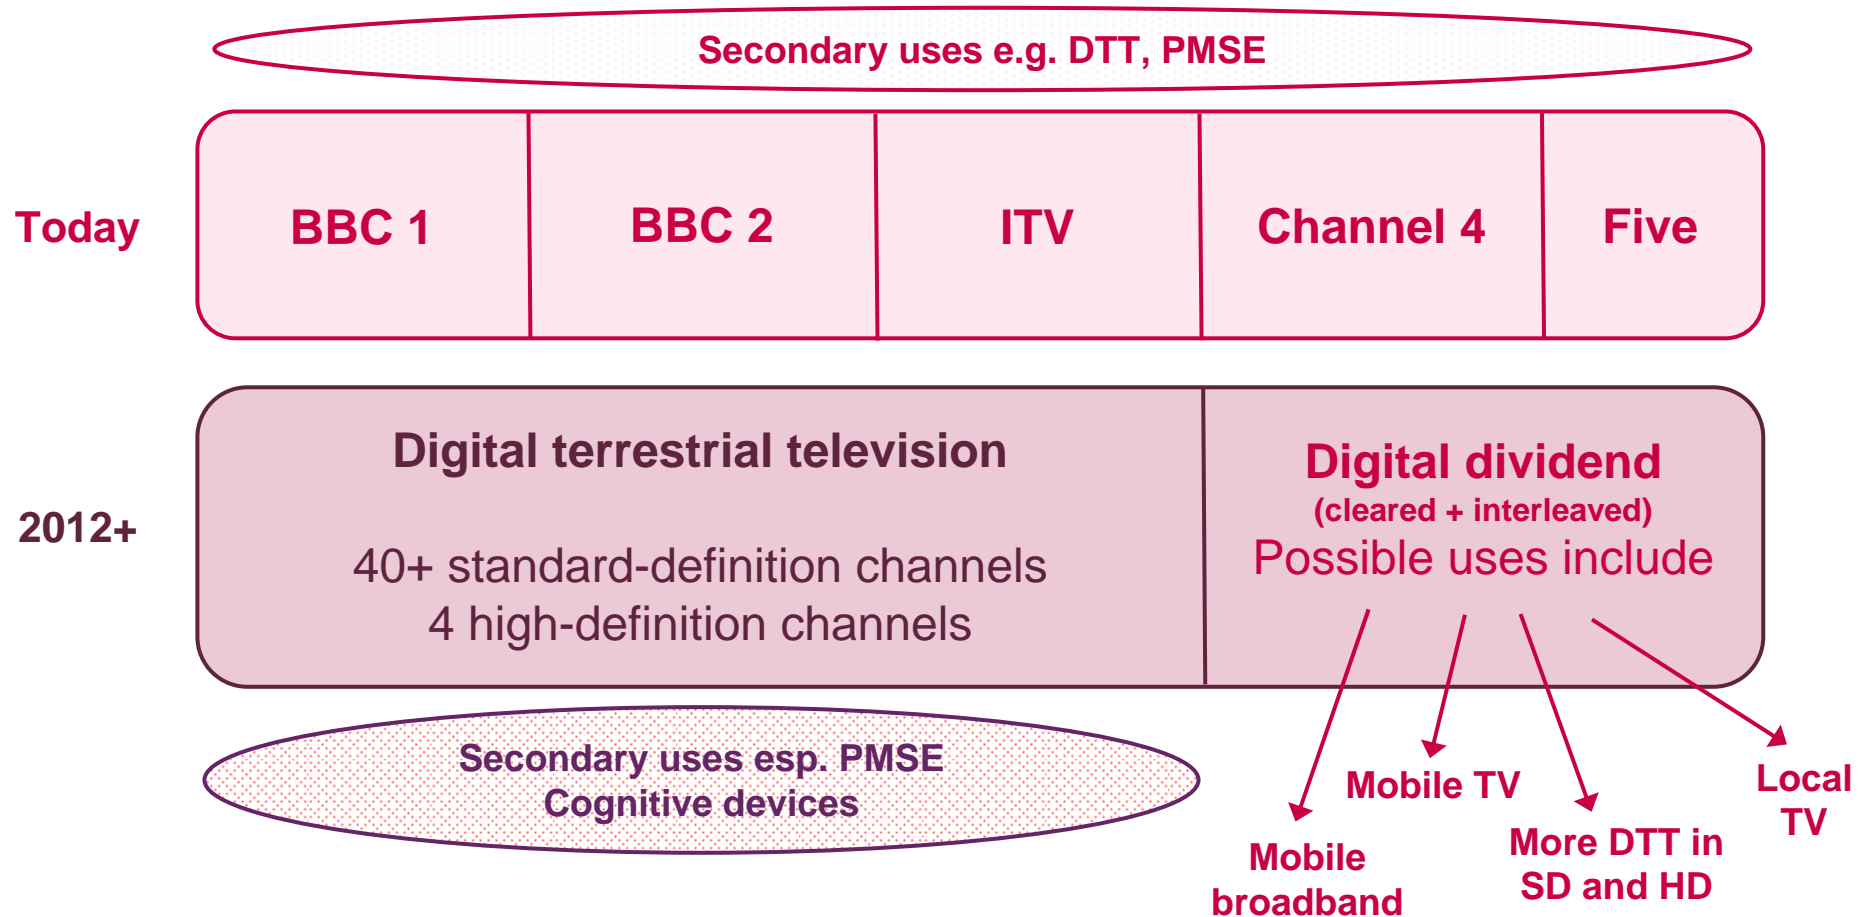 Secondary uses e.g. DTT, PMSE
Today
BBC 1
BBC 2
ITV
Channel 4
Five
2012+
Digital terrestrial television
40+ standard-definition channels
4 high-definition channels
Digital dividend
(cleared + interleaved)
Possible uses include
Secondary uses esp. PMSE
Cognitive devices
Mobile
broadband
Mobile TV
More DTT in
SD and HD
Local
TV